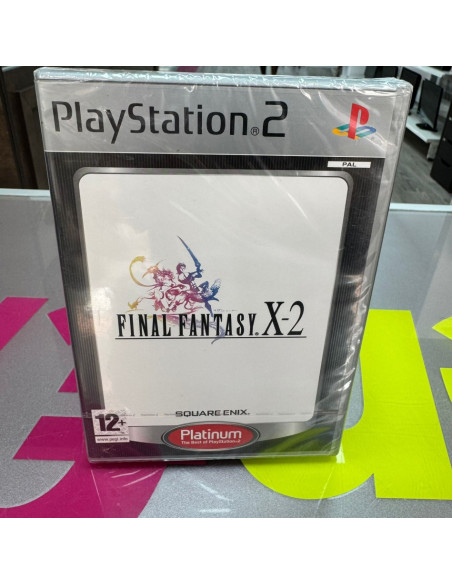 PlayStation®2
PAL
FINAL FANTASY® X-2
SQUARE ENIX®
12+
www.pegi.info
Platinum
The Best of PlayStation 2